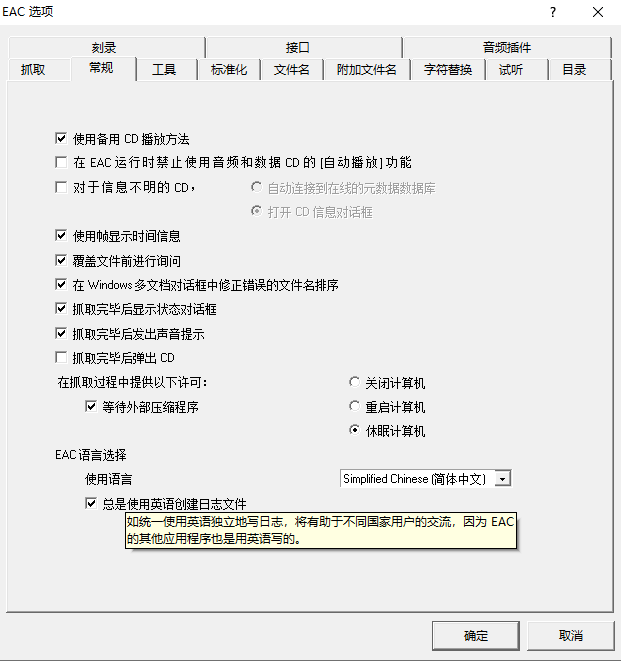 EAC 选项
刻录 接口 音频插件
抓取 常规 工具 标准化 文件名 附加文件名 字符替换 试听 目录
使用备用 CD 播放方法
在 EAC 运行时禁止使用音频和数据 CD 的 [自动播放] 功能
对于信息不明的 CD， 自动连接到在线的元数据数据库
打开 CD 信息对话框
使用帧显示时间信息
覆盖文件前进行询问
在 Windows 多文档对话框中修正错误的文件名排序
抓取完毕后显示状态对话框
抓取完毕后发出声音提示
抓取完毕后弹出 CD
在抓取过程中提供以下许可： 关闭计算机
等待外部压缩程序 重启计算机
休眠计算机
EAC 语言选择
使用语言 Simplified Chinese (简体中文)
总是使用英语创建日志文件
如统一使用英语独立地写日志，将有助于不同国家用户的交流，因为 EAC
的其他应用程序也是用英语写的。
确定 取消